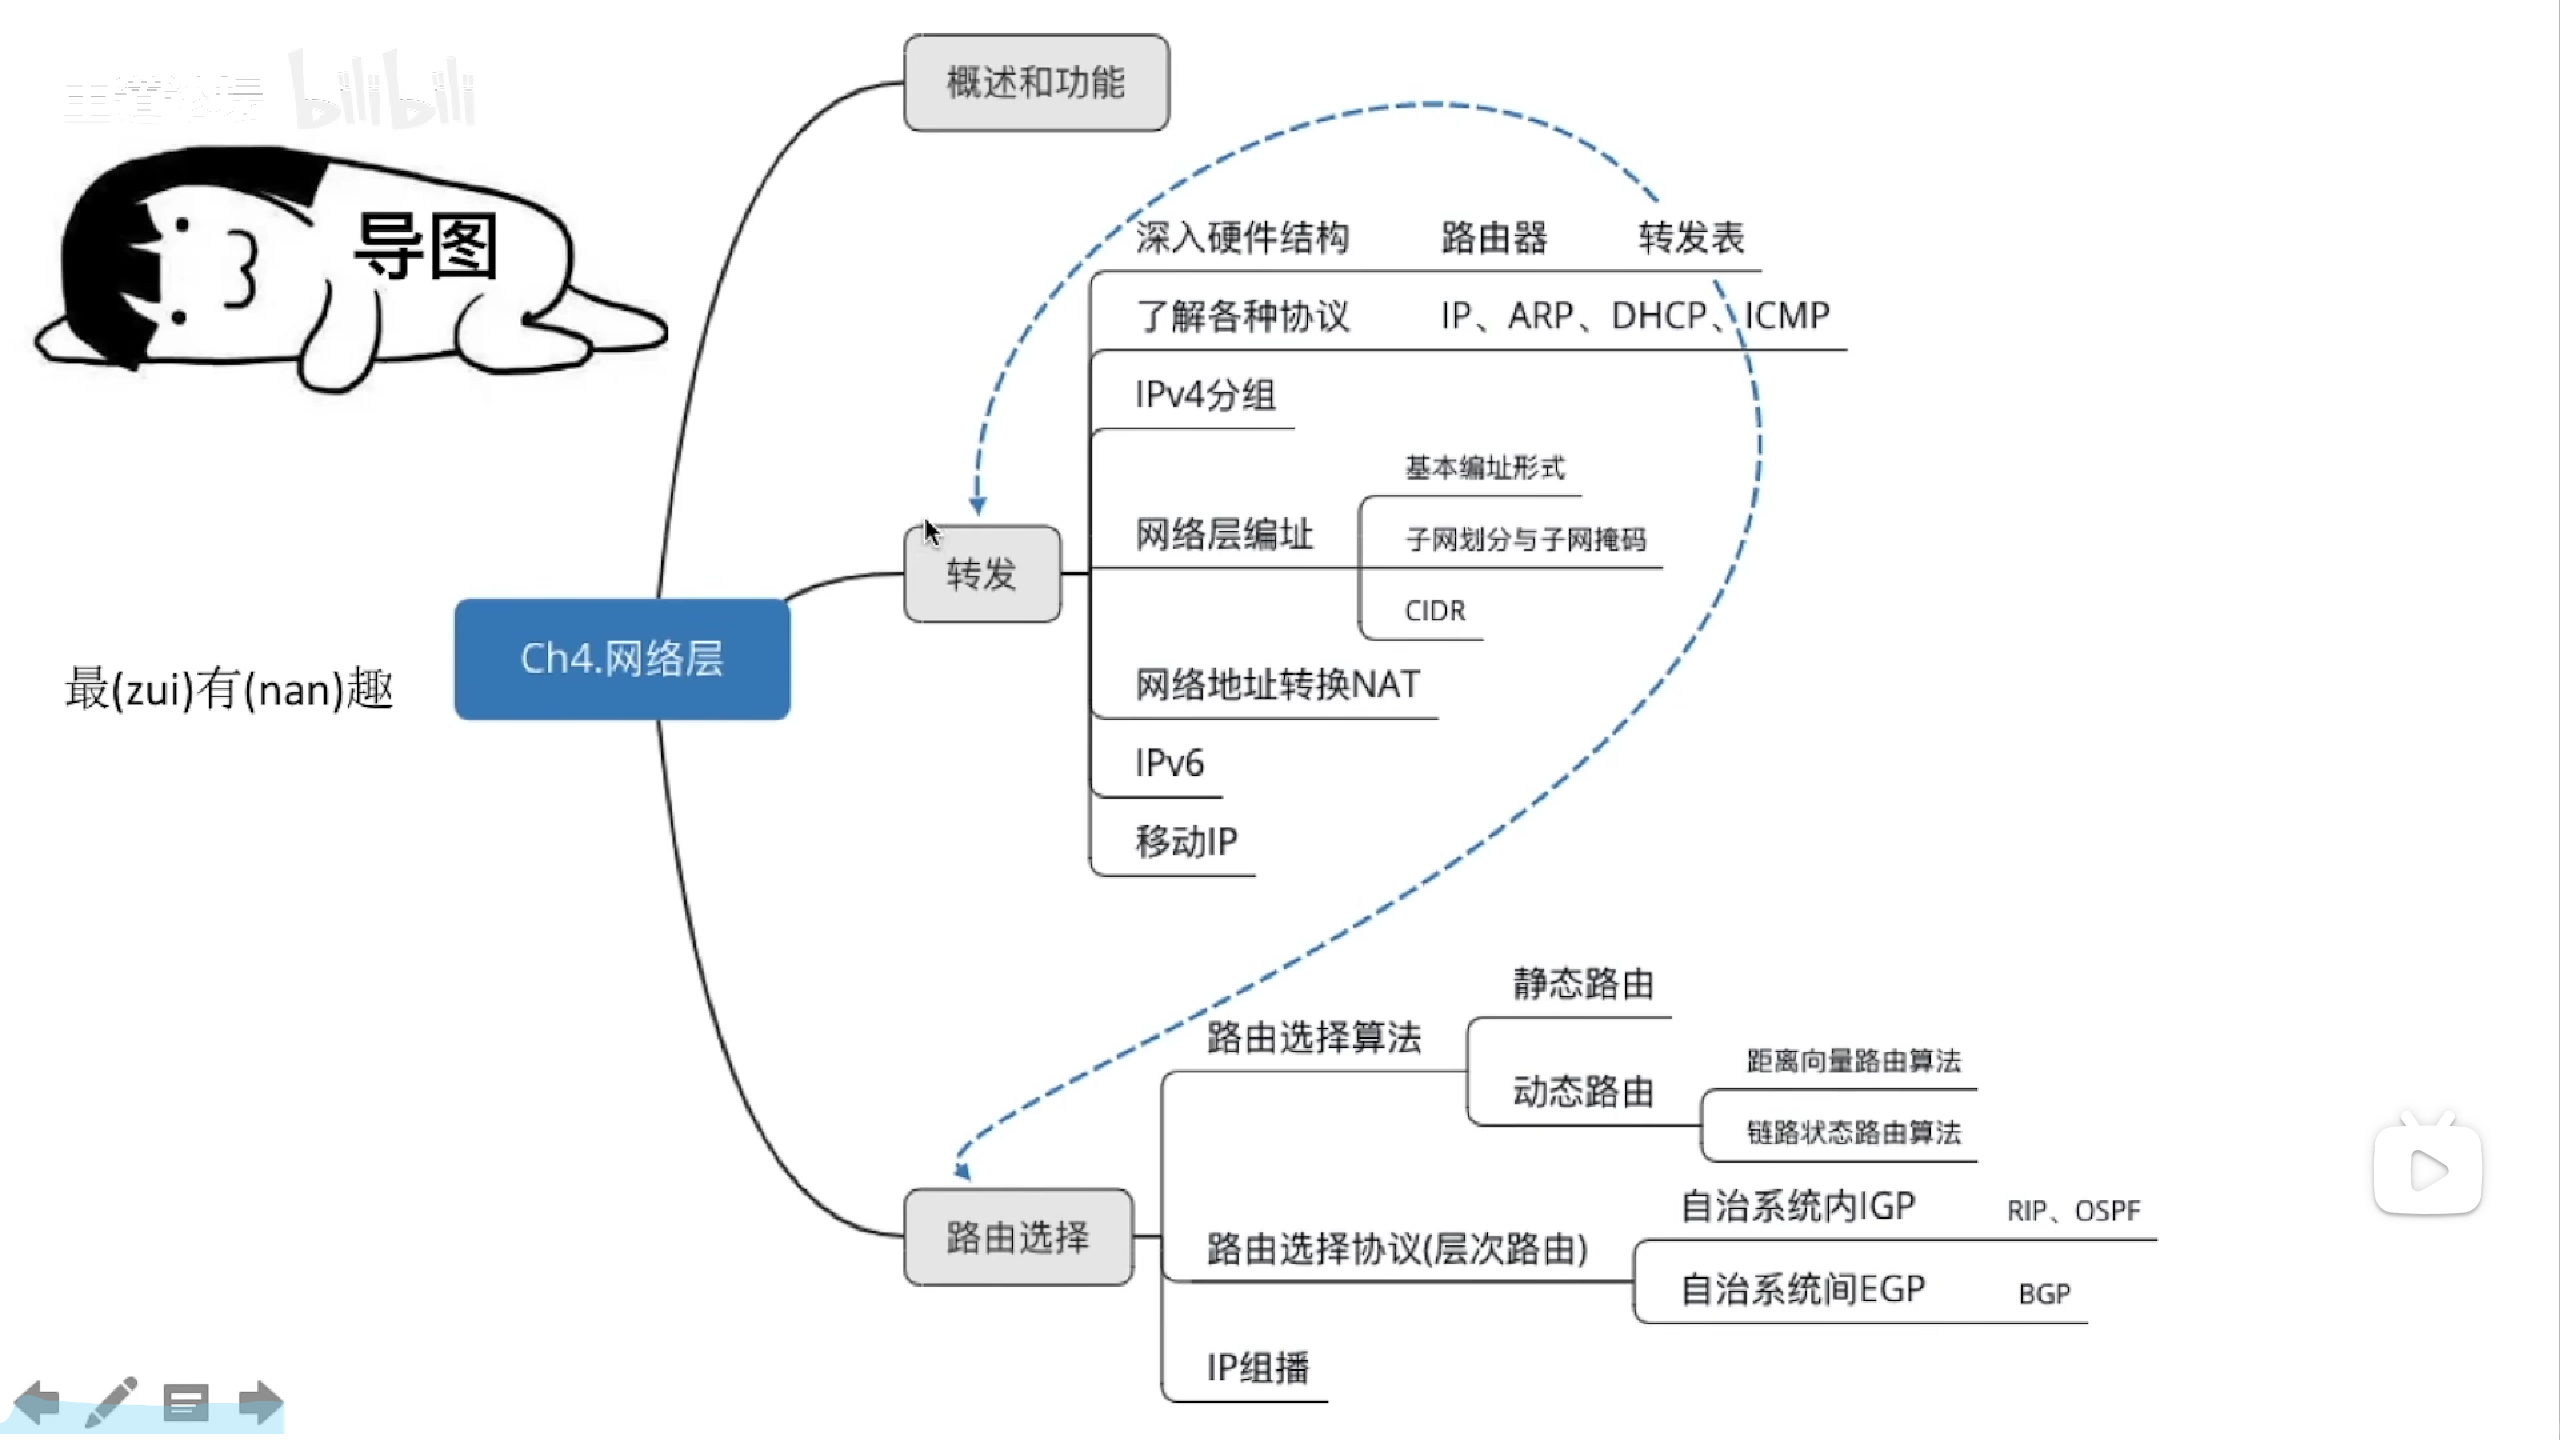 王道论坛 bilibili
导图
最(zui)有(nan)趣
Ch4.网络层
概述和功能
转发
深入硬件结构 路由器 转发表
了解各种协议 IP、ARP、DHCP、ICMP
IPv4分组
网络层编址
基本编址形式
子网划分与子网掩码
CIDR
网络地址转换NAT
IPv6
移动IP
路由选择
路由选择算法
静态路由
动态路由
距离向量路由算法
链路状态路由算法
路由选择协议(层次路由)
自治系统内IGP RIP、OSPF
自治系统间EGP BGP
IP组播